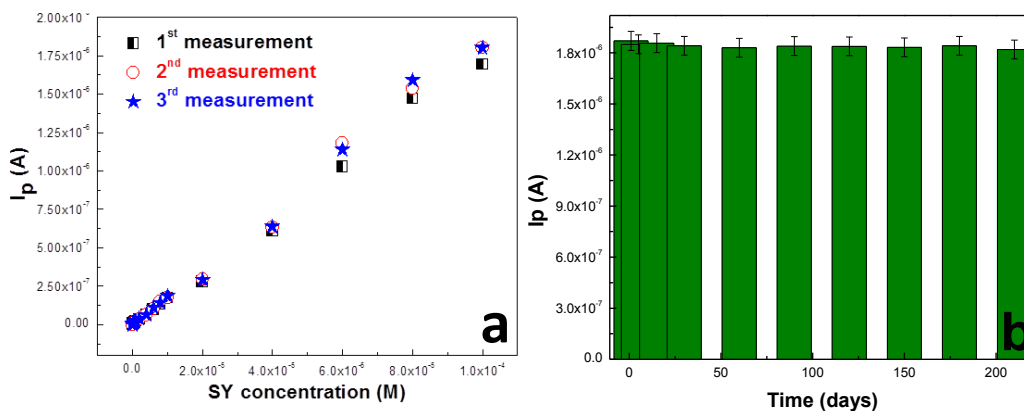 2.00x10⁻⁶
1.75x10⁻⁶
1.50x10⁻⁶
1.25x10⁻⁶
1.00x10⁻⁶
7.50x10⁻⁷
5.00x10⁻⁷
2.50x10⁻⁷
0.00
Iₚ (A)
1ˢᵗ measurement
2ⁿᵈ measurement
3ʳᵈ measurement
a
0.0 2.0x10⁻⁵ 4.0x10⁻⁵ 6.0x10⁻⁵ 8.0x10⁻⁵ 1.0x10⁻⁴
SY concentration (M)
1.8x10⁻⁶
1.5x10⁻⁶
1.2x10⁻⁶
9.0x10⁻⁷
6.0x10⁻⁷
3.0x10⁻⁷
0.0
Ip (A)
b
0 50 100 150 200
Time (days)